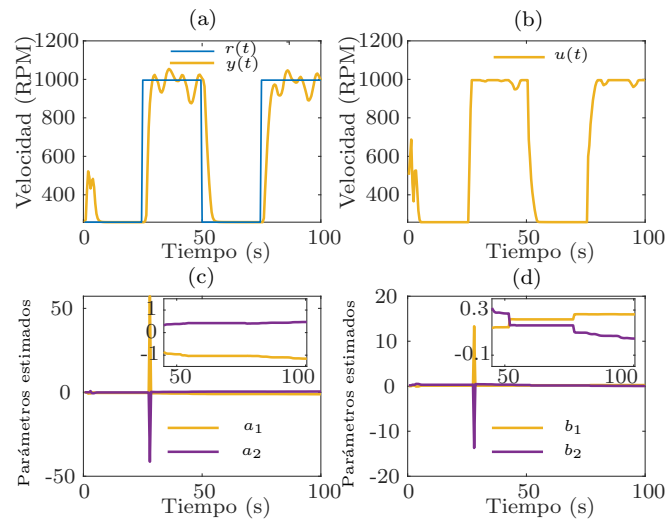 (a)
1200
1000
800
600
400
0
50
100
Velocidad (RPM)
Tiempo (s)
r(t)
y(t)
(b)
1200
1000
800
600
400
0
50
100
Velocidad (RPM)
Tiempo (s)
u(t)
(c)
50
0
-50
0
50
100
Parámetros estimados
Tiempo (s)
1
0
-1
50
100
a1
a2
(d)
20
10
0
-10
-20
0
50
100
Parámetros estimados
Tiempo (s)
0.3
-0.1
50
100
b1
b2